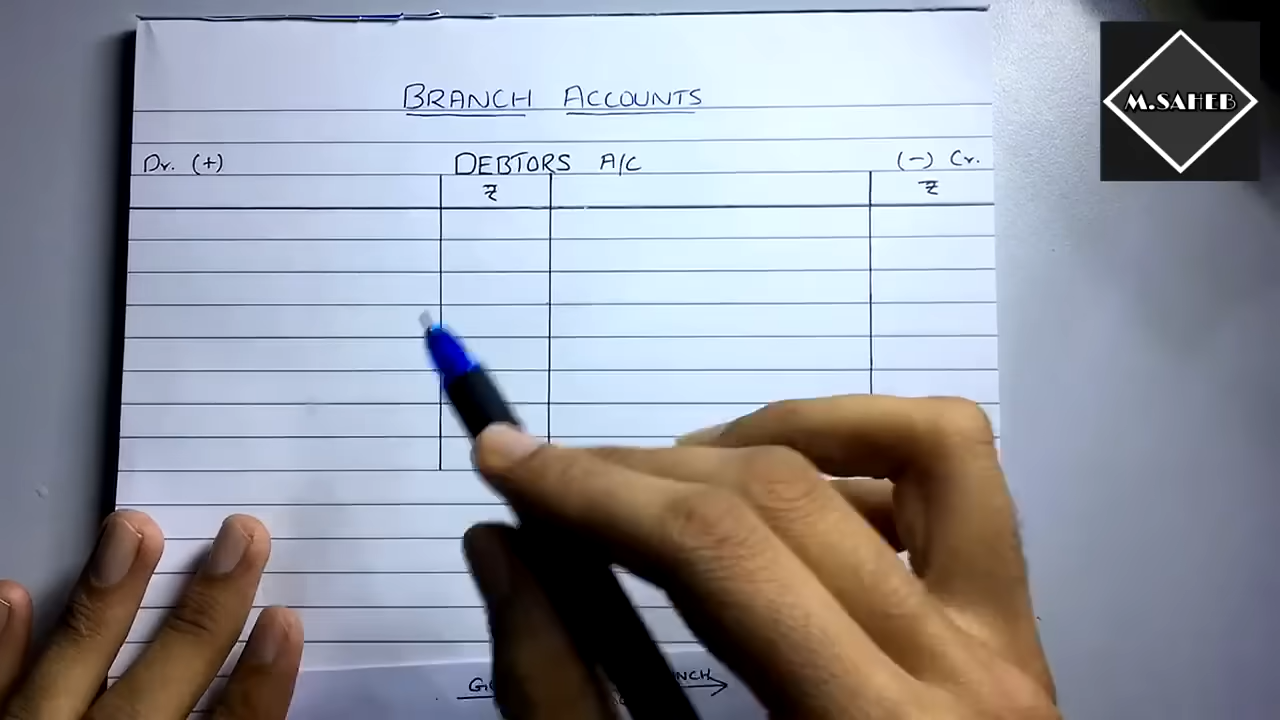 BRANCH ACCOUNTS
Dr. (+) DEBTORS A/C (-) Cr.
₹ ₹
M.SAHEB